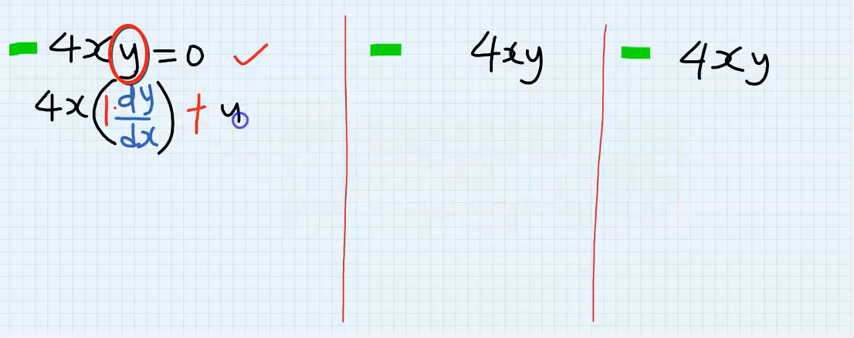 - 4xy = 0 ✓
4x(1·dy/dx) + y
- 4xy
- 4xy